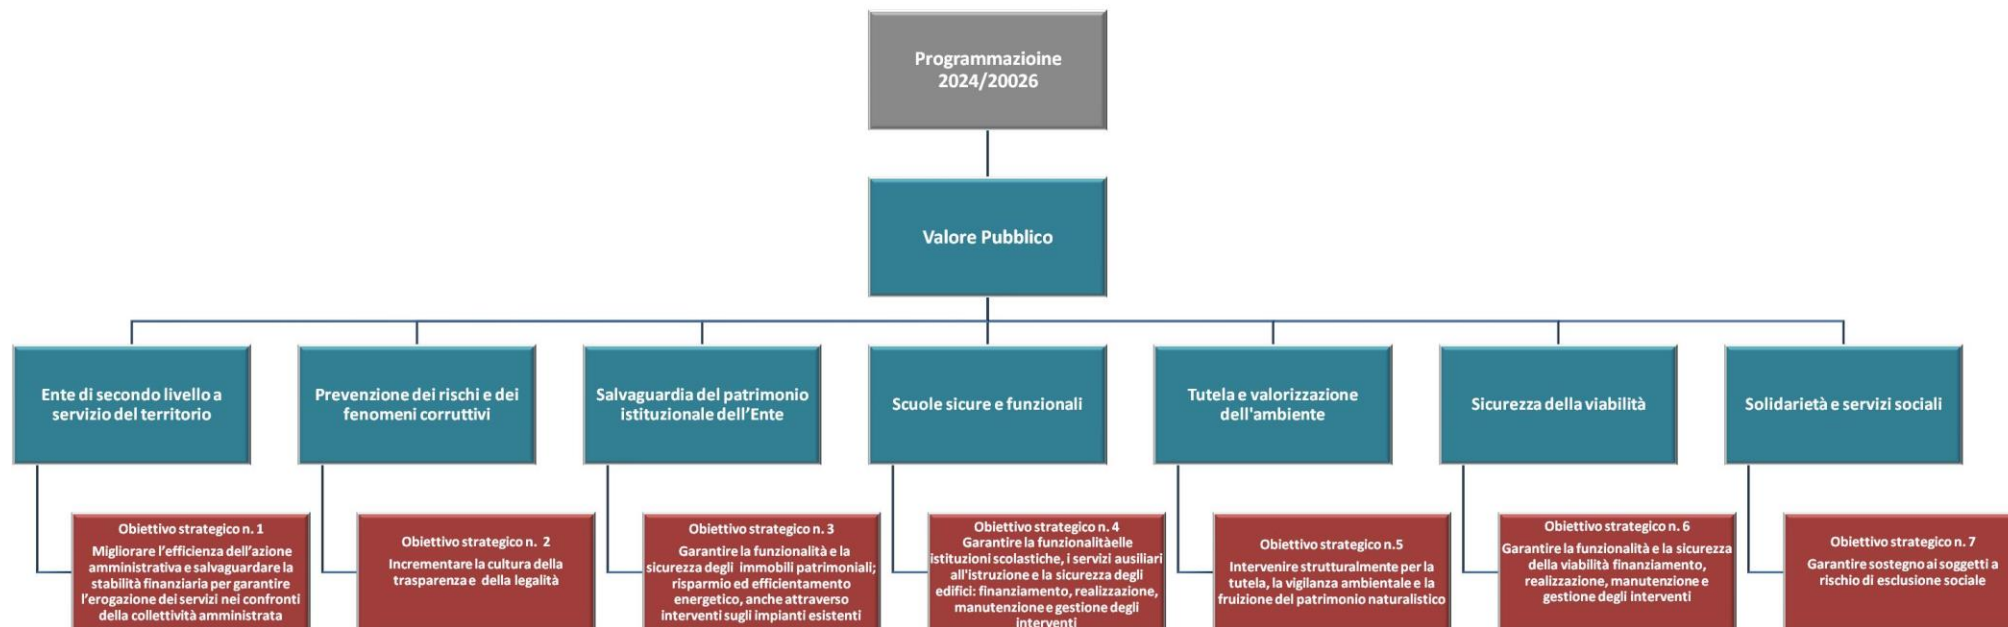 Programmazioine
2024/20026
Valore Pubblico
Ente di secondo livello a
servizio del territorio
Prevenzione dei rischi e dei
fenomeni corruttivi
Salvaguardia del patrimonio
istituzionale dell'Ente
Scuole sicure e funzionali
Tutela e valorizzazione
dell'ambiente
Sicurezza della viabilità
Solidarietà e servizi sociali
Obiettivo strategico n. 1
Migliorare l'efficienza dell'azione
amministrativa e salvaguardare la
stabilità finanziaria per garantire
l'erogazione dei servizi nei confronti
della collettività amministrata
Obiettivo strategico n. 2
Incrementare la cultura della
trasparenza e della legalità
Obiettivo strategico n. 3
Garantire la funzionalità e la
sicurezza degli immobili patrimoniali;
risparmio ed efficientamento
energetico, anche attraverso
interventi sugli impianti esistenti
Obiettivo strategico n. 4
Garantire la funzionalitàelle
istituzioni scolastiche, i servizi ausiliari
all'istruzione e la sicurezza degli
edifici: finanziamento, realizzazione,
manutenzione e gestione degli
interventi
Obiettivo strategico n.5
Intervenire strutturalmente per la
tutela, la vigilanza ambientale e la
fruizione del patrimonio naturalistico
Obiettivo strategico n. 6
Garantire la funzionalità e la sicurezza
della viabilità finanziamento,
realizzazione, manutenzione e
gestione degli interventi
Obiettivo strategico n. 7
Garantire sostegno ai soggetti a
rischio di esclusione sociale